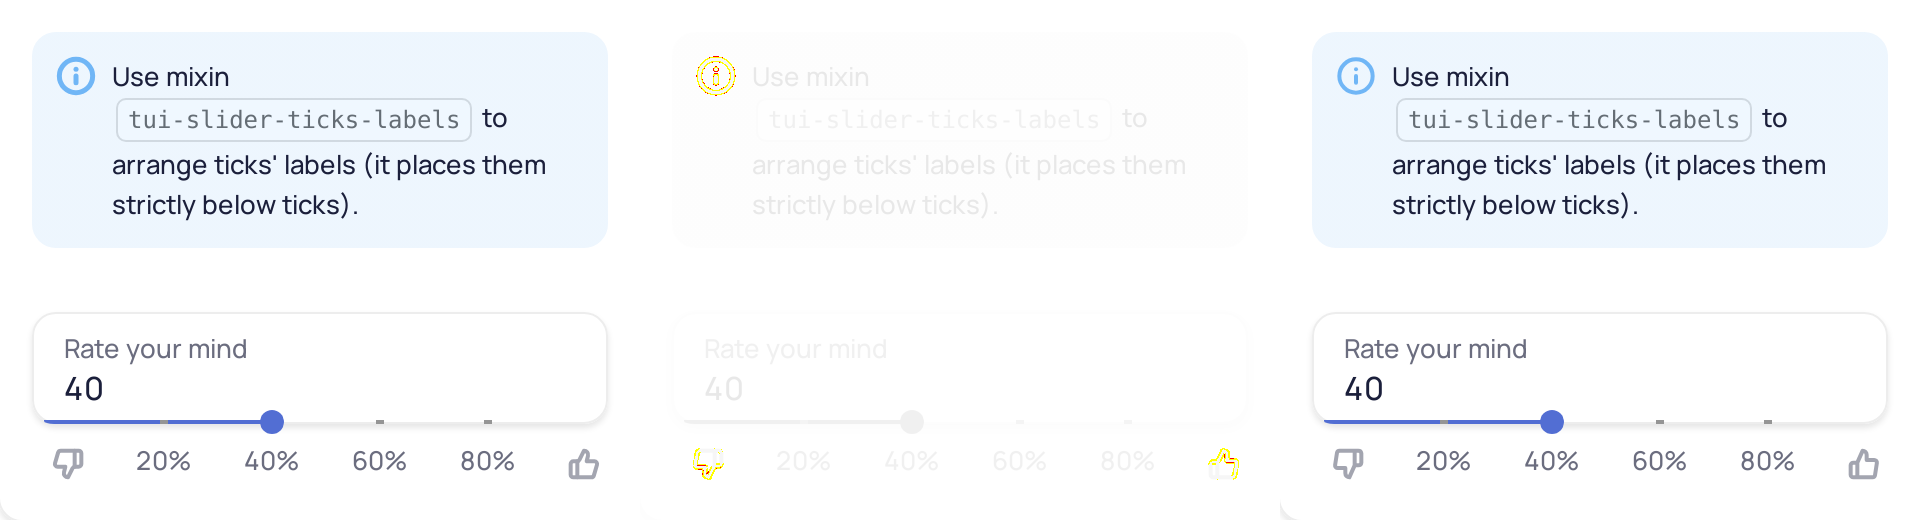 Use mixin
tui-slider-ticks-labels to
arrange ticks' labels (it places them
strictly below ticks).
Rate your mind
40
20% 40% 60% 80%
Use mixin
tui-slider-ticks-labels to
arrange ticks' labels (it places them
strictly below ticks).
Rate your mind
40
20% 40% 60% 80%
Use mixin
tui-slider-ticks-labels to
arrange ticks' labels (it places them
strictly below ticks).
Rate your mind
40
20% 40% 60% 80%